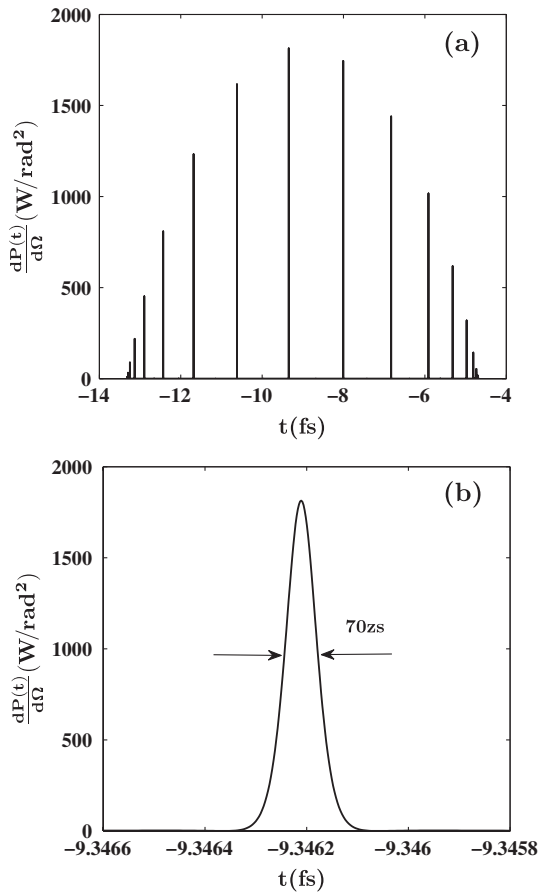 2000
(a)
1500
1000
500
0
dP(t)/dΩ (W/rad²)
−14 −12 −10 −8 −6 −4
t(fs)
2000
(b)
1500
70zs
1000
500
0
dP(t)/dΩ (W/rad²)
−9.3466 −9.3464 −9.3462 −9.346 −9.3458
t(fs)